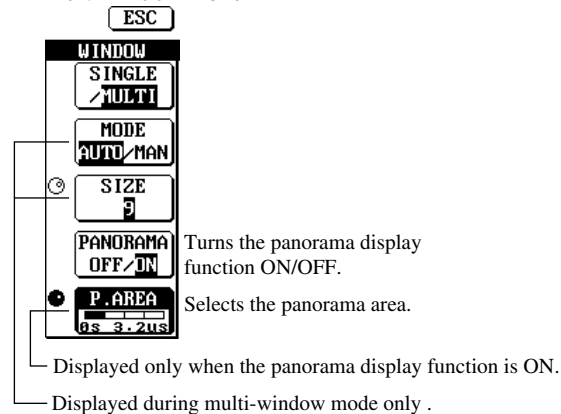 ESC
WINDOW
SINGLE
/MULTI
MODE
AUTO/MAN
SIZE
9
PANORAMA
OFF/ON
Turns the panorama display
function ON/OFF.
P.AREA
0s 3.2us
Selects the panorama area.
Displayed only when the panorama display function is ON.
Displayed during multi-window mode only .